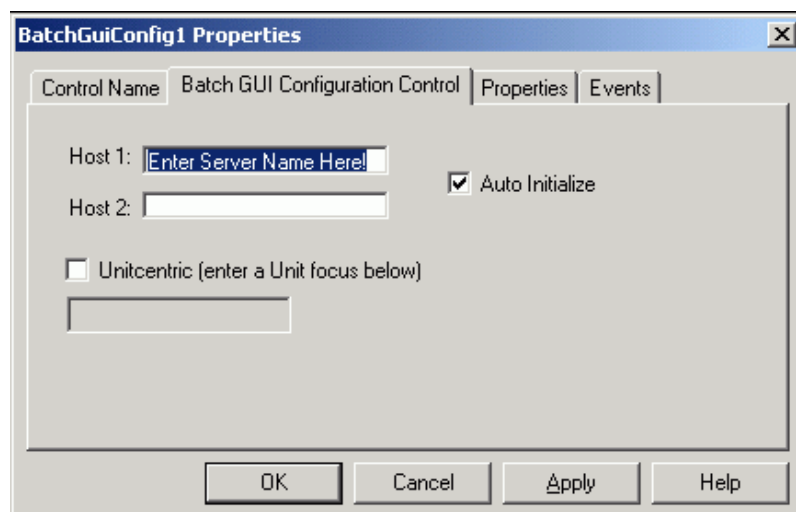 BatchGuiConfig1 Properties
Control Name Batch GUI Configuration Control Properties Events
Host 1: Enter Server Name Here!
Auto Initialize
Host 2:
Unitcentric (enter a Unit focus below)
OK Cancel Apply Help